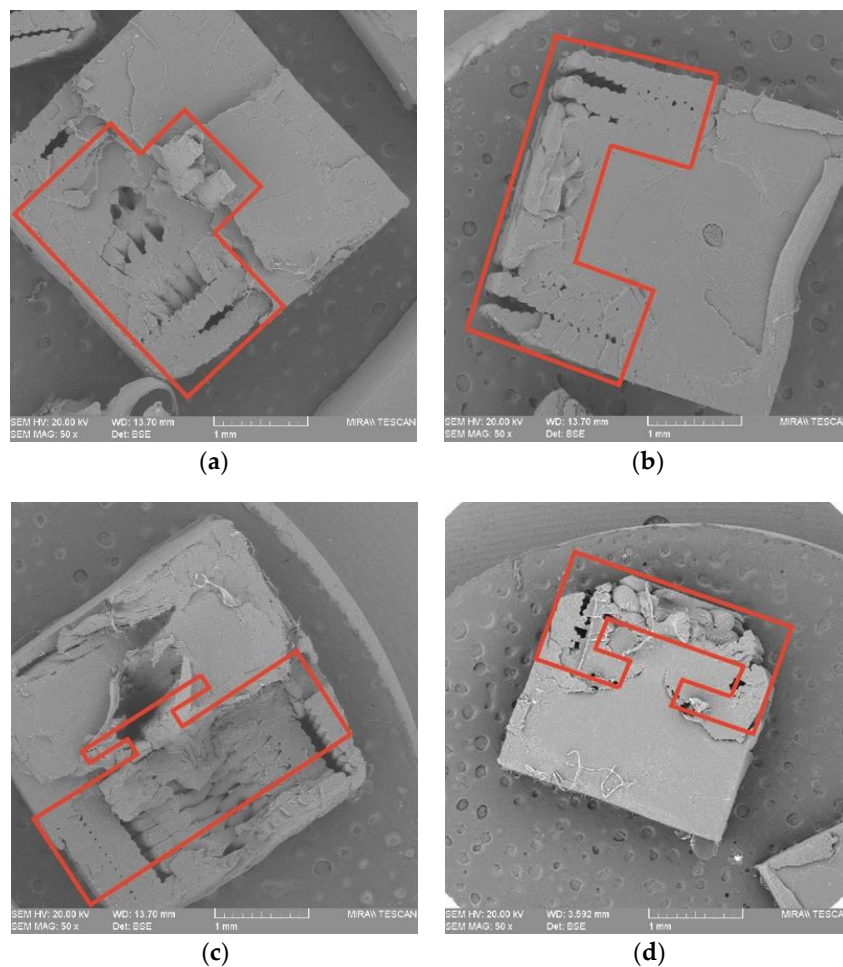 SEM HV: 20.00 kV WD: 13.70 mm MIRA\\ TESCAN
SEM MAG: 50 x Det: BSE 1 mm
(a)
SEM HV: 20.00 kV WD: 13.70 mm MIRA\\ TESCAN
SEM MAG: 50 x Det: BSE 1 mm
(b)
SEM HV: 20.00 kV WD: 13.70 mm MIRA\\ TESCAN
SEM MAG: 50 x Det: BSE 1 mm
(c)
SEM HV: 20.00 kV WD: 3.592 mm MIRA\\ TESCAN
SEM MAG: 50 x Det: BSE 1 mm
(d)